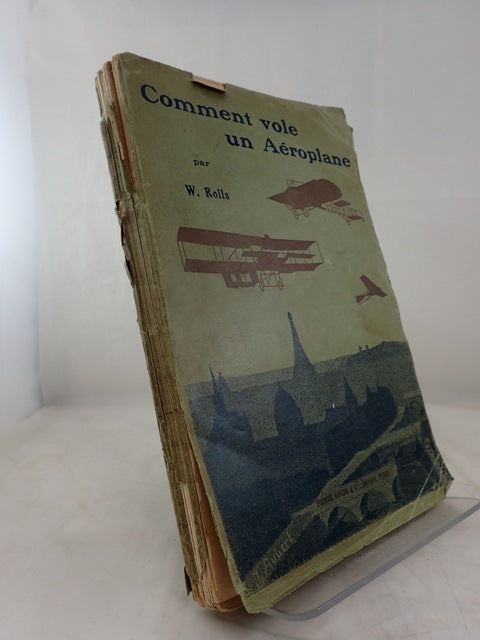 Comment vole
un Aéroplane
par
W. Rolls